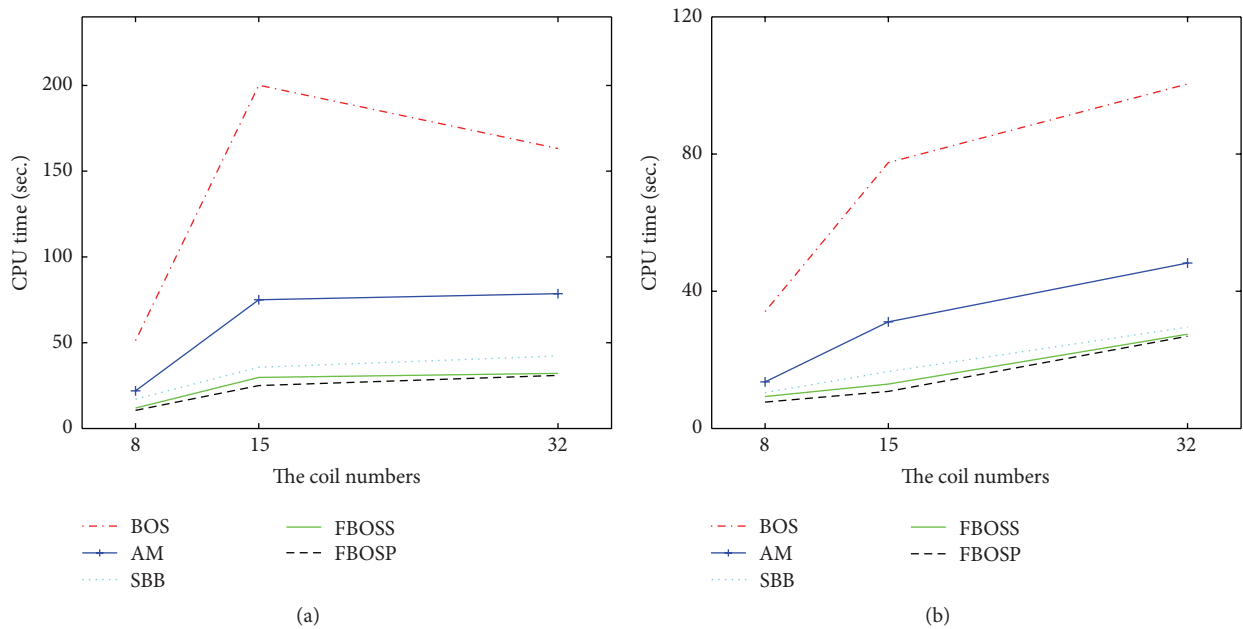 200
150
100
50
0
CPU time (sec.)
8 15 32
The coil numbers
BOS
AM
SBB
FBOSS
FBOSP
(a)
120
80
40
0
CPU time (sec.)
8 15 32
The coil numbers
BOS
AM
SBB
FBOSS
FBOSP
(b)